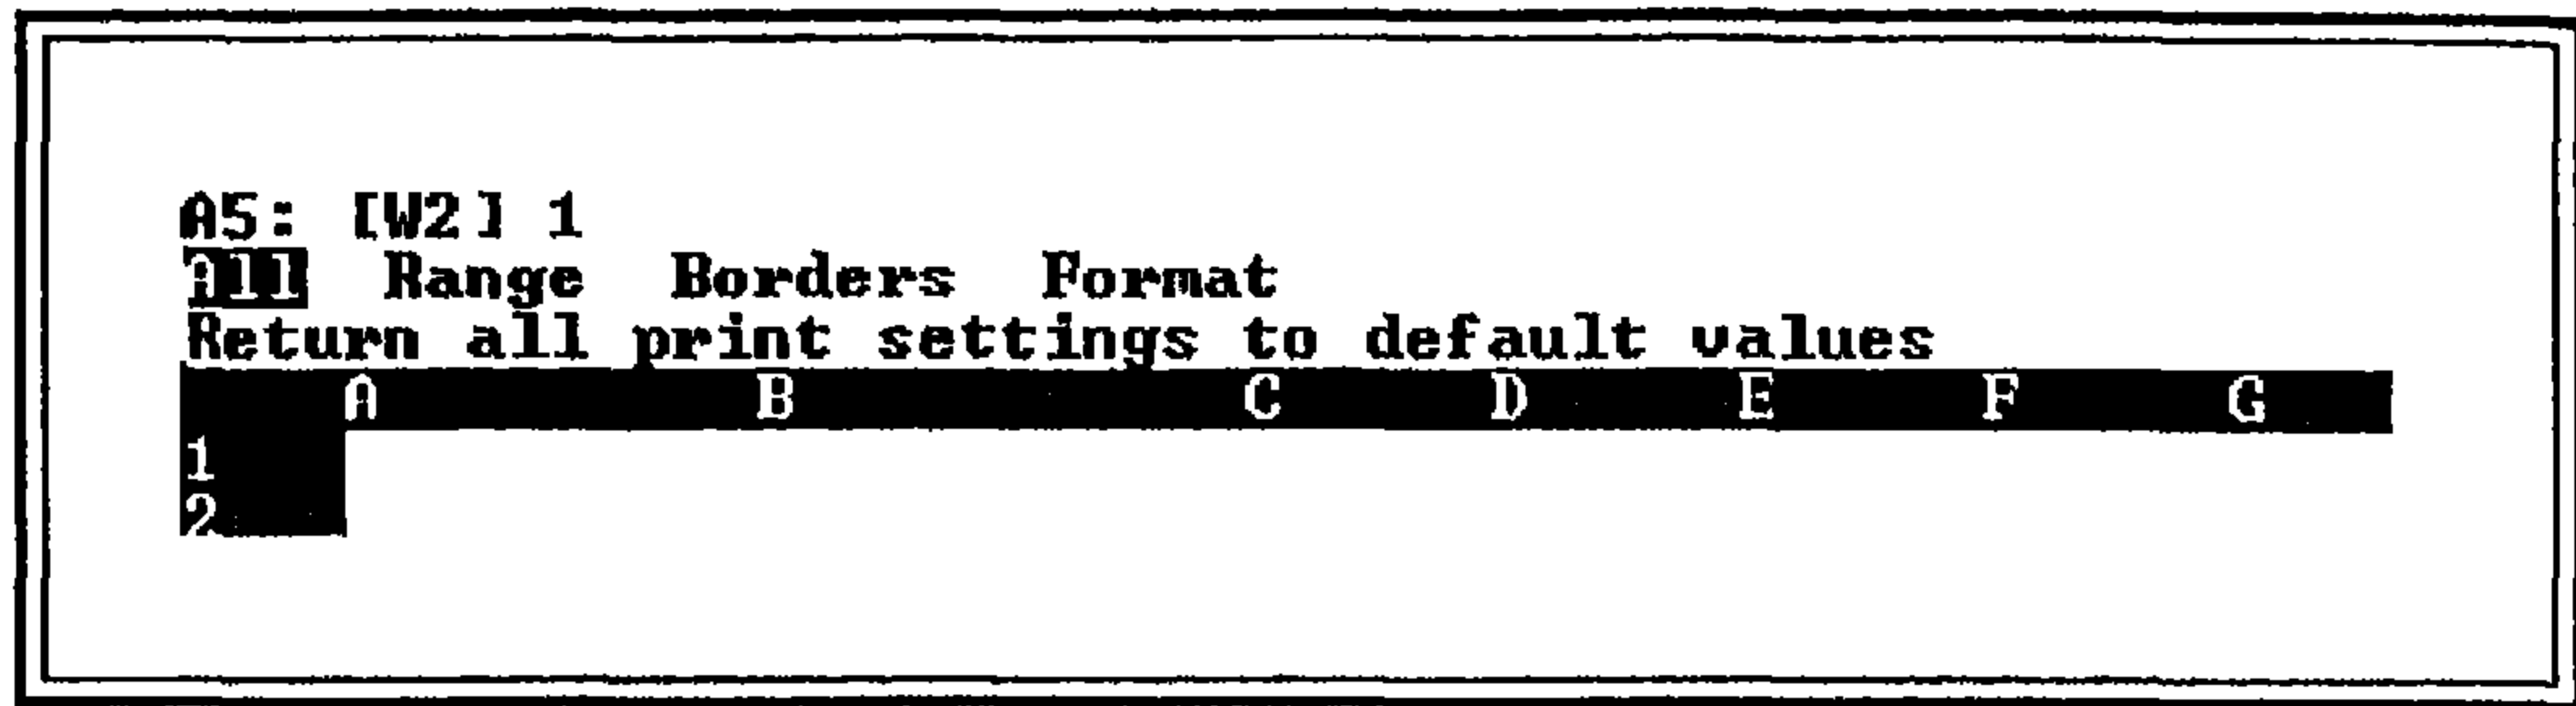 A5: [W2] 1
All Range Borders Format
Return all print settings to default values
A B C D E F G
1
2